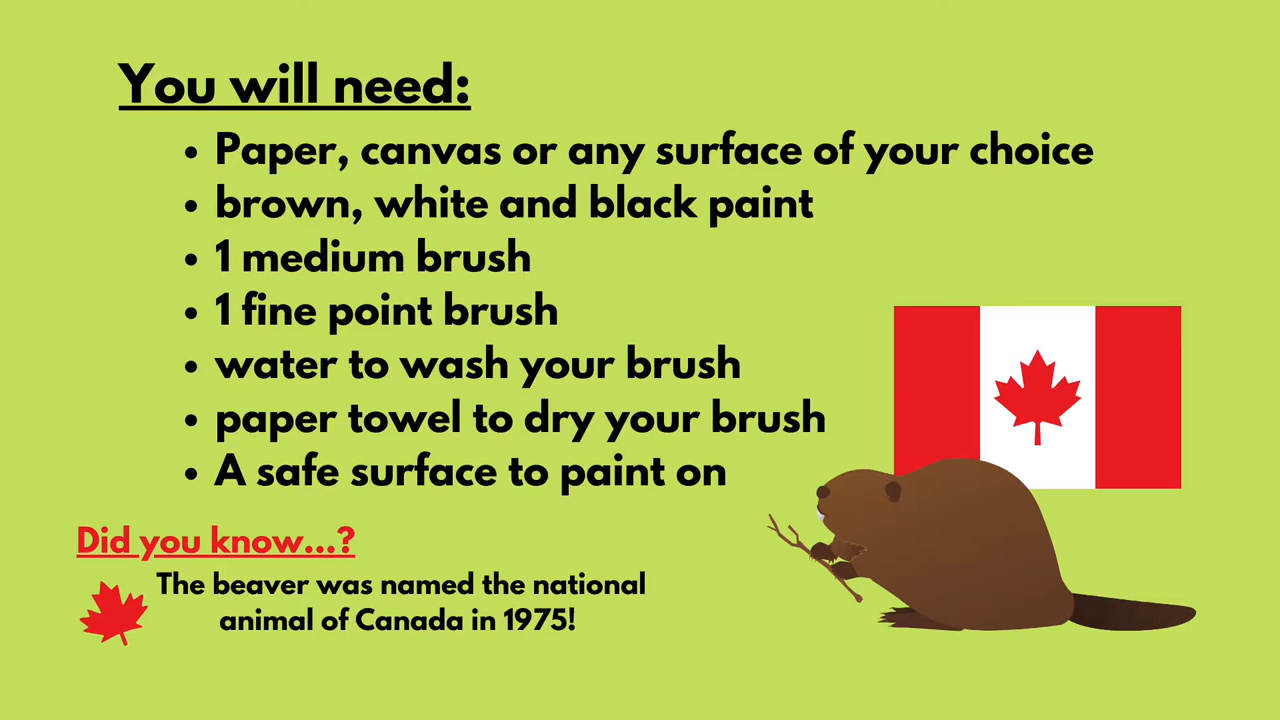 You will need:
• Paper, canvas or any surface of your choice
• brown, white and black paint
• 1 medium brush
• 1 fine point brush
• water to wash your brush
• paper towel to dry your brush
• A safe surface to paint on
Did you know...?
The beaver was named the national
animal of Canada in 1975!